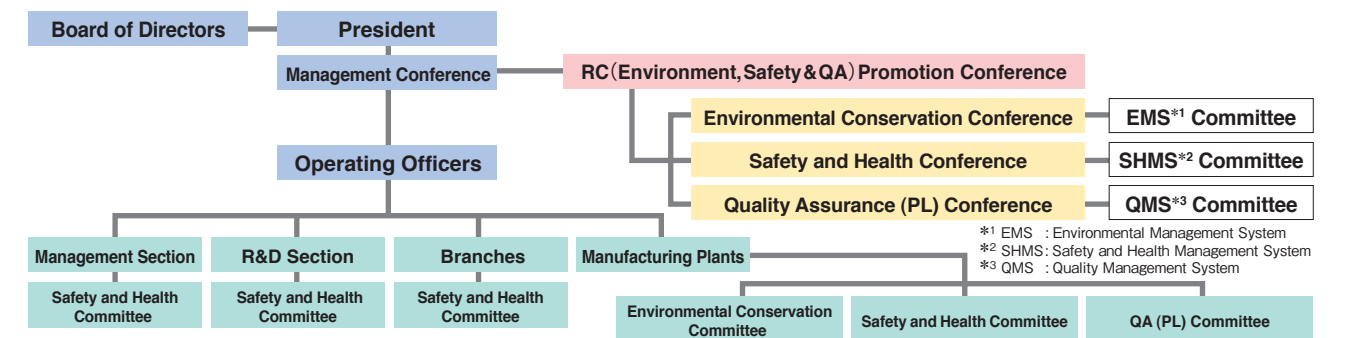 Board of Directors
President
Management Conference
RC（Environment, Safety & QA）Promotion Conference
Environmental Conservation Conference
EMS*1 Committee
Operating Officers
Safety and Health Conference
SHMS*2 Committee
Quality Assurance (PL) Conference
QMS*3 Committee
*1 EMS : Environmental Management System
*2 SHMS: Safety and Health Management System
*3 QMS : Quality Management System
Management Section
R&D Section
Branches
Manufacturing Plants
Safety and Health
Committee
Safety and Health
Committee
Safety and Health
Committee
Environmental Conservation
Committee
Safety and Health Committee
QA (PL) Committee